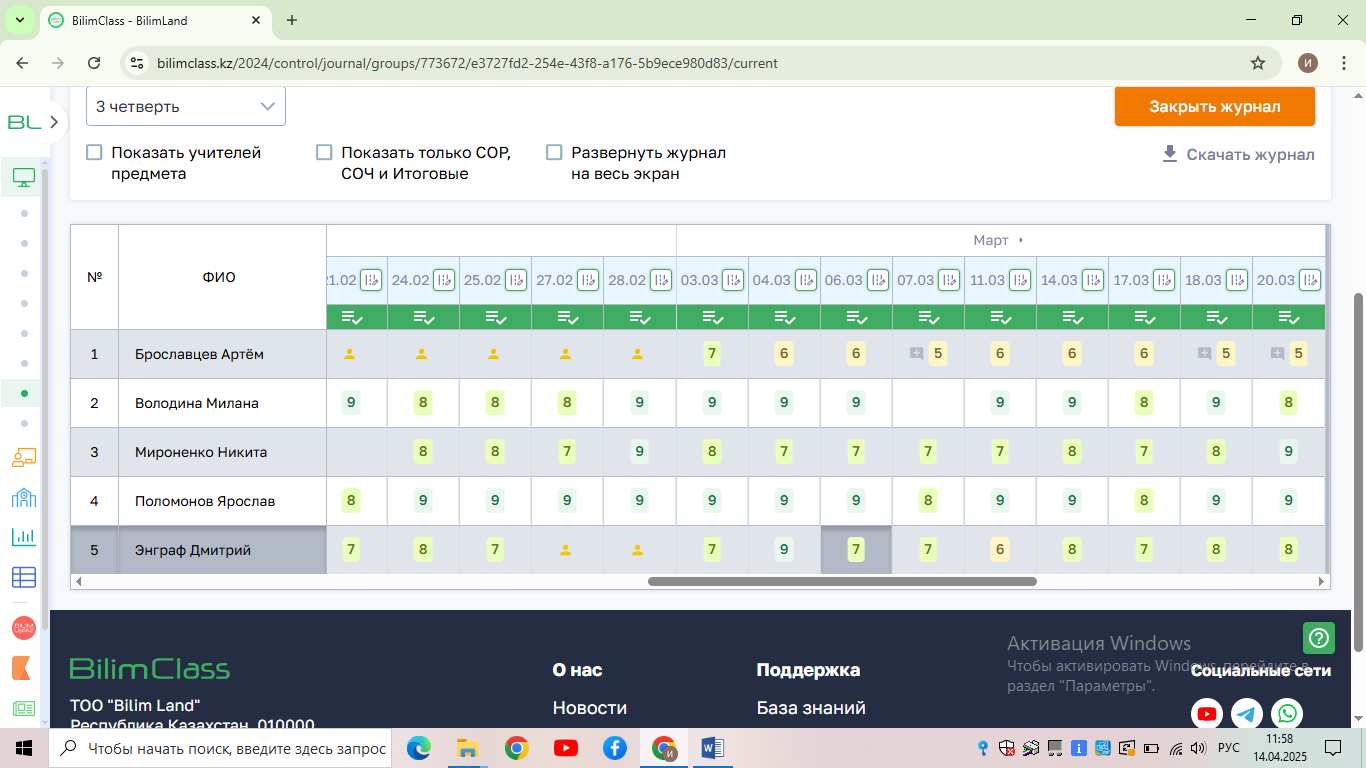 BilimClass - BilimLand
bilimclass.kz/2024/control/journal/groups/773672/e3727fd2-254e-43f8-a176-5b9ece980d83/current
И
BL
3 четверть
Закрыть журнал
Показать учителей предмета
Показать только СОР, СОЧ и Итоговые
Развернуть журнал на весь экран
Скачать журнал
Март
№ ФИО 21.02 24.02 25.02 27.02 28.02 03.03 04.03 06.03 07.03 11.03 14.03 17.03 18.03 20.03
1 Брославцев Артём 7 6 6 5 6 6 6 5 5
2 Володина Милана 9 8 8 8 9 9 9 9 9 9 8 9 8
3 Мироненко Никита 8 8 7 9 8 7 7 7 7 8 7 8 9
4 Поломонов Ярослав 8 9 9 9 9 9 9 9 8 9 9 8 9 9
5 Энграф Дмитрий 7 8 7 7 9 7 7 6 8 7 8 8
BilimClass
ТОО "Bilim Land"
Республика Казахстан, 010000
О нас
Новости
Поддержка
База знаний
Социальные сети
Активация Windows
Чтобы активировать Windows, перейдите в
раздел "Параметры".
Чтобы начать поиск, введите здесь запрос
РУС
11:58
14.04.2025